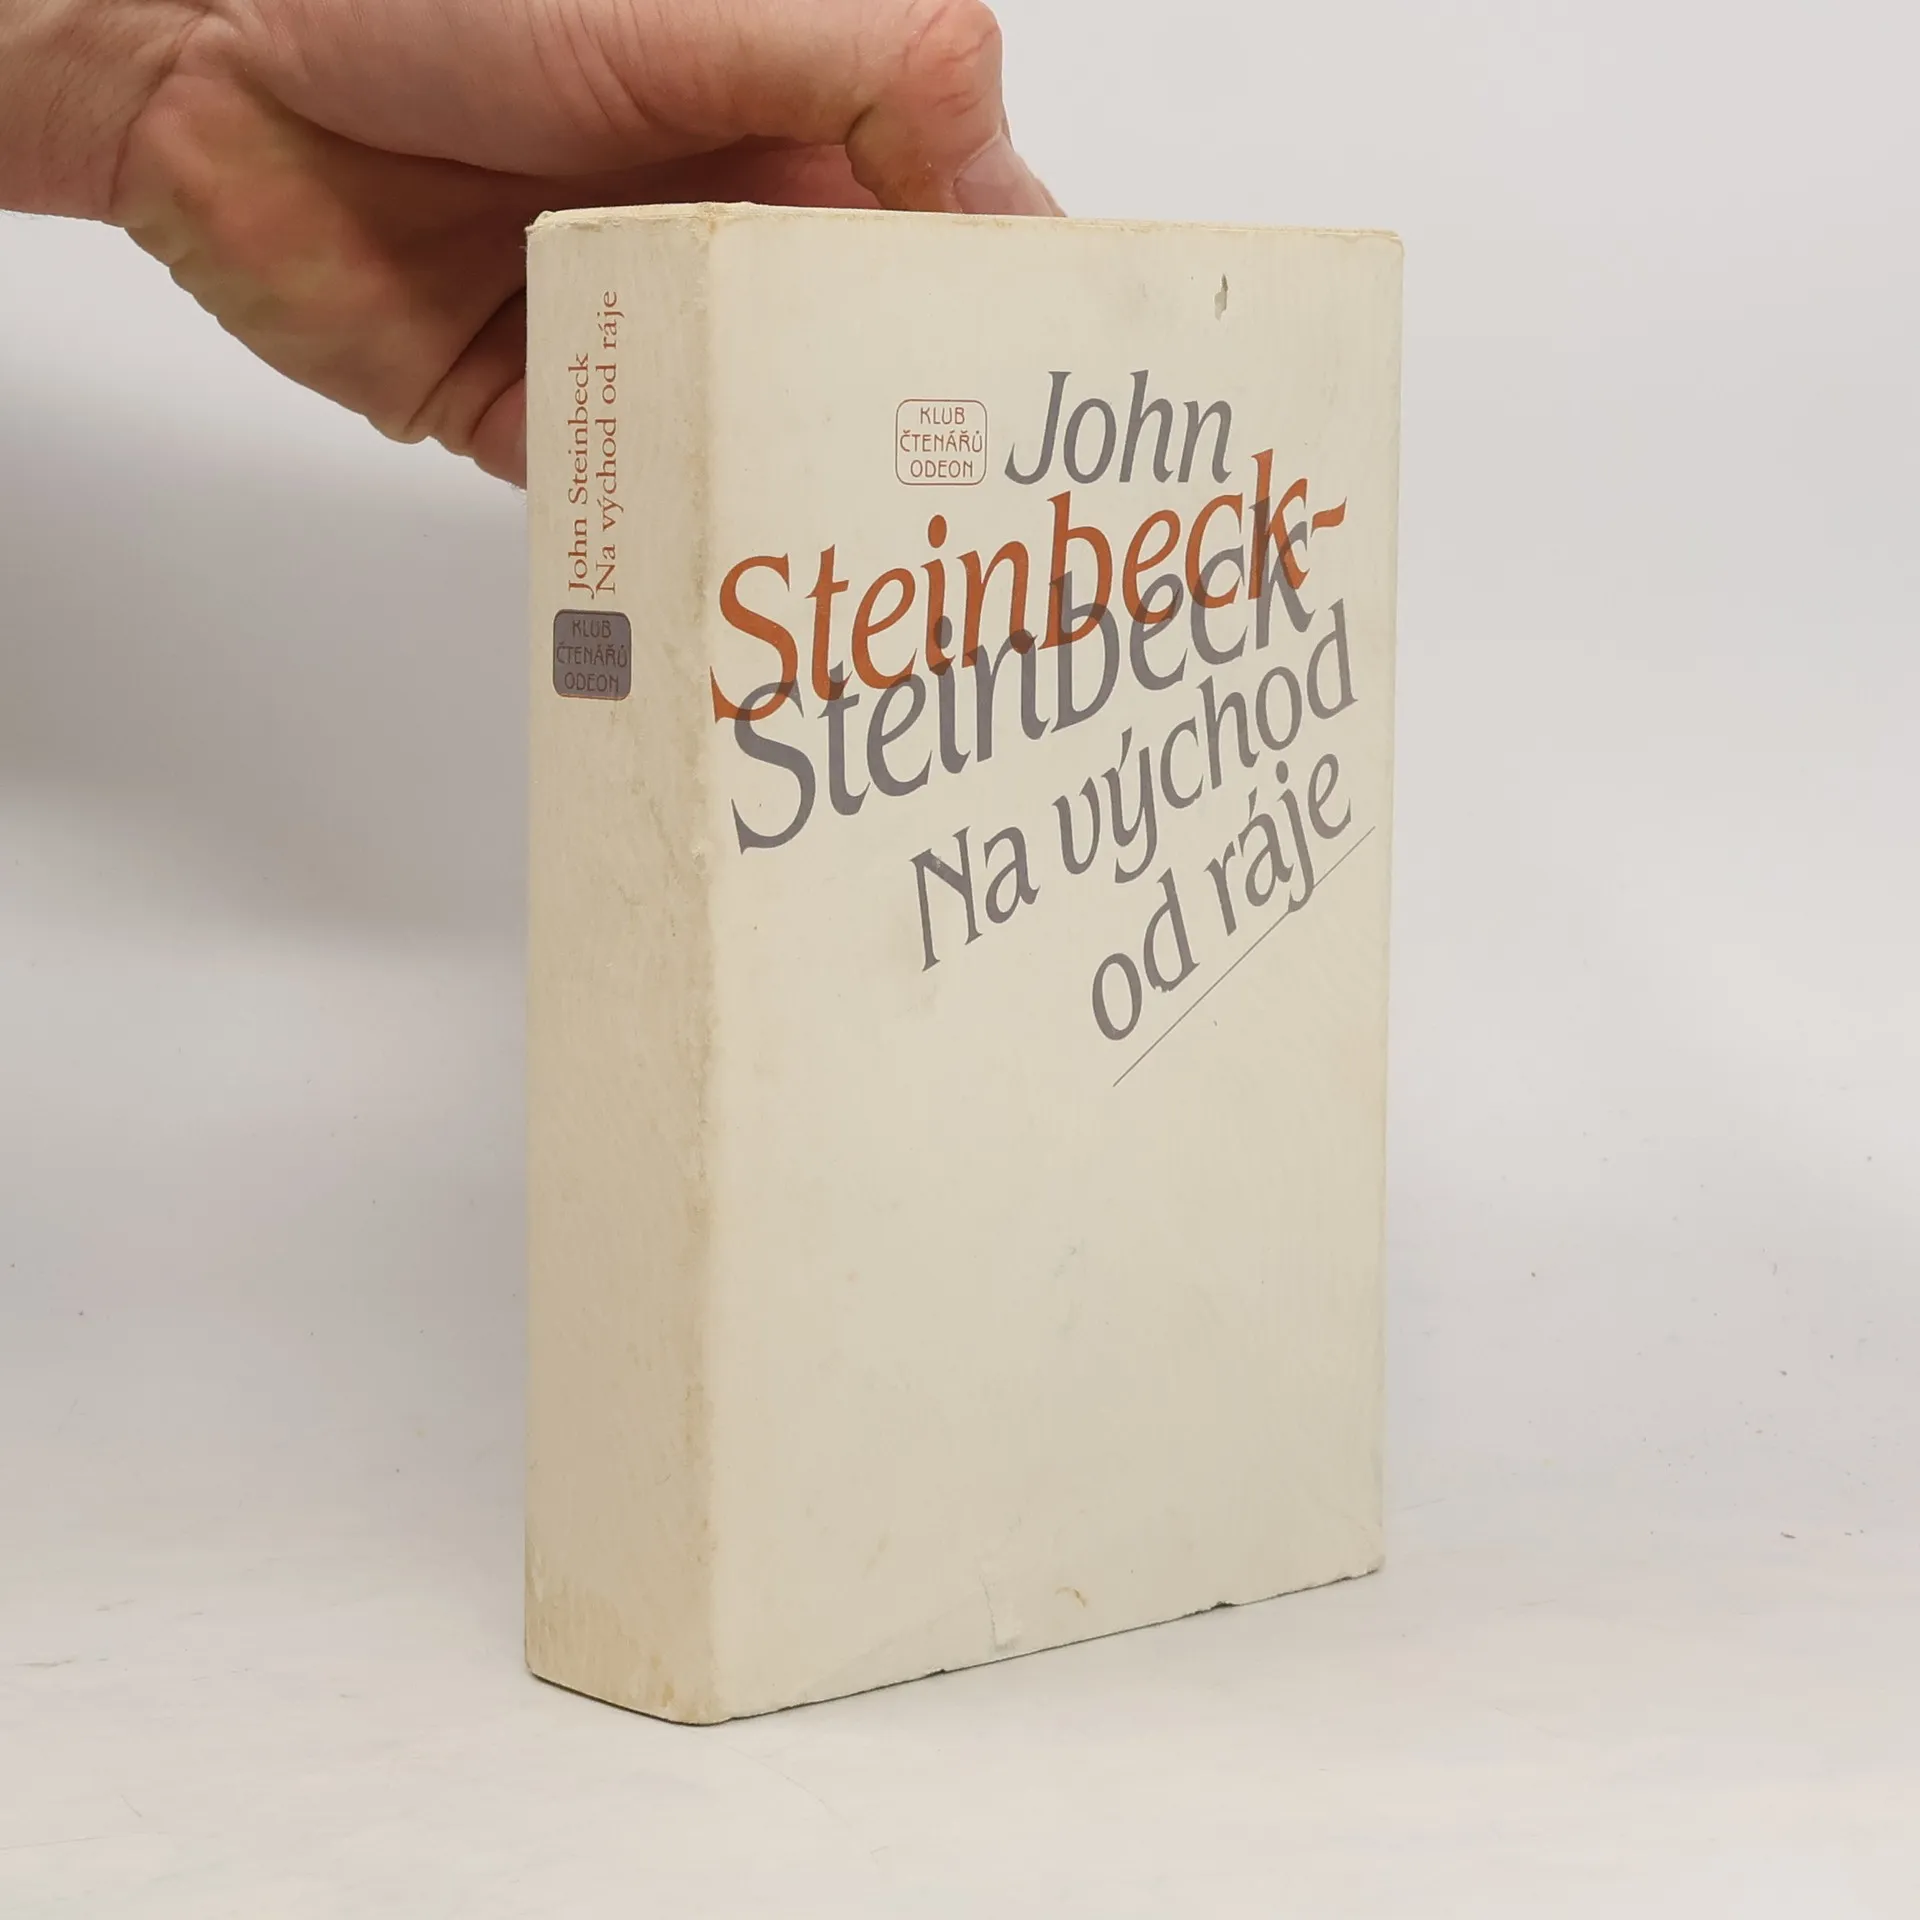 John Steinbeck
Na východ od ráje
KLUB
ČTENÁŘŮ
ODEON
KLUB
ČTENÁŘŮ
ODEON
John
Steinbeck-
Steinbeck
Na východ
od ráje